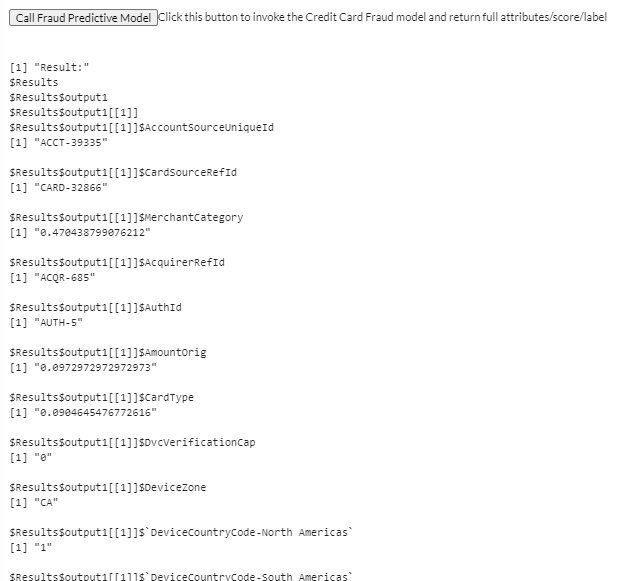 Call Fraud Predictive Model Click this button to invoke the Credit Card Fraud model and return full attributes/score/label
[1] "Result:"
$Results
$Results$output1
$Results$output1[[1]]
$Results$output1[[1]]$AccountSourceUniqueId
[1] "ACCT-39335"
$Results$output1[[1]]$CardSourceRefId
[1] "CARD-32866"
$Results$output1[[1]]$MerchantCategory
[1] "0.470438799076212"
$Results$output1[[1]]$AcquirerRefId
[1] "ACQR-685"
$Results$output1[[1]]$AuthId
[1] "AUTH-5"
$Results$output1[[1]]$AmountOrig
[1] "0.0972972972972973"
$Results$output1[[1]]$CardType
[1] "0.0904645476772616"
$Results$output1[[1]]$DvcVerificationCap
[1] "0"
$Results$output1[[1]]$DeviceZone
[1] "CA"
$Results$output1[[1]]$`DeviceCountryCode-North Americas`
[1] "1"
$Results$output1[[1]]$`DeviceCountryCode-South Americas`